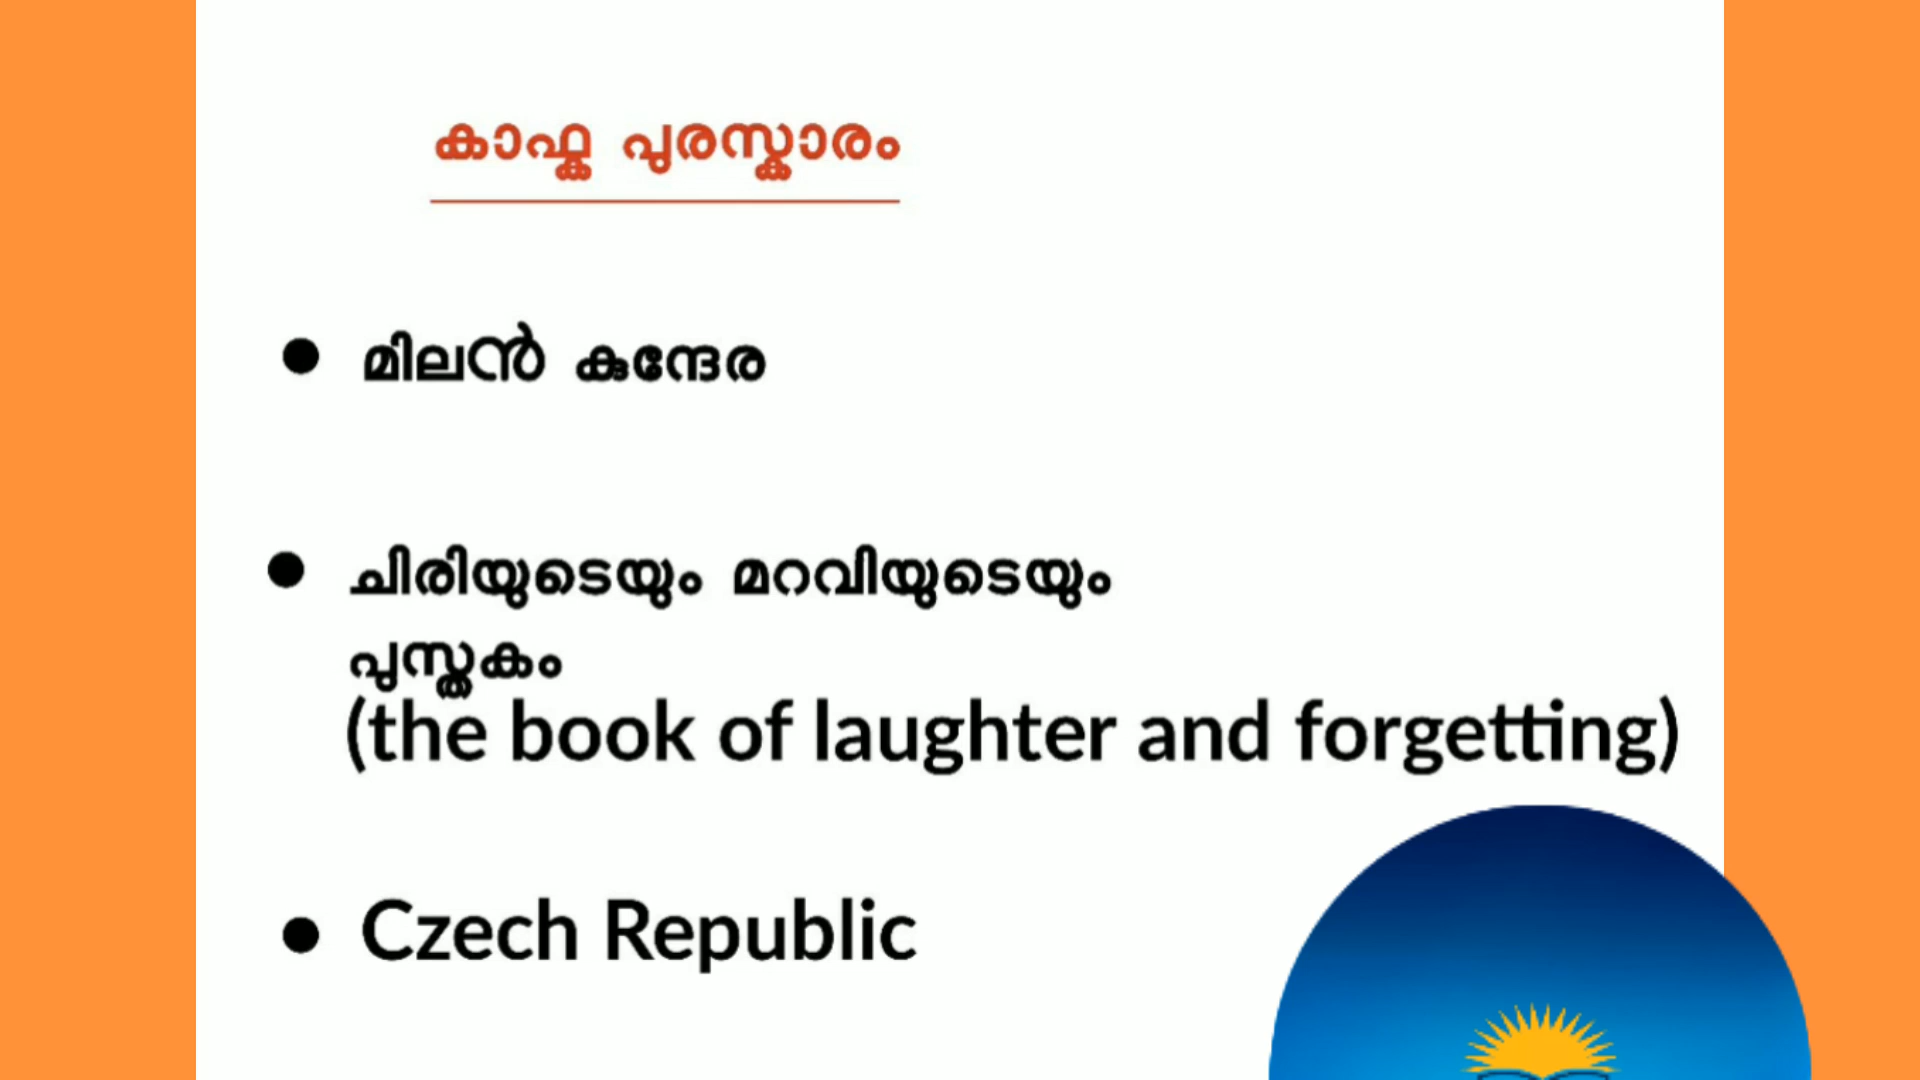 കാഫ്ക പുരസ്കാരം
● മിലൻ കുന്ദേര
● ചിരിയുടെയും മറവിയുടെയും
പുസ്തകം
(the book of laughter and forgetting)
● Czech Republic